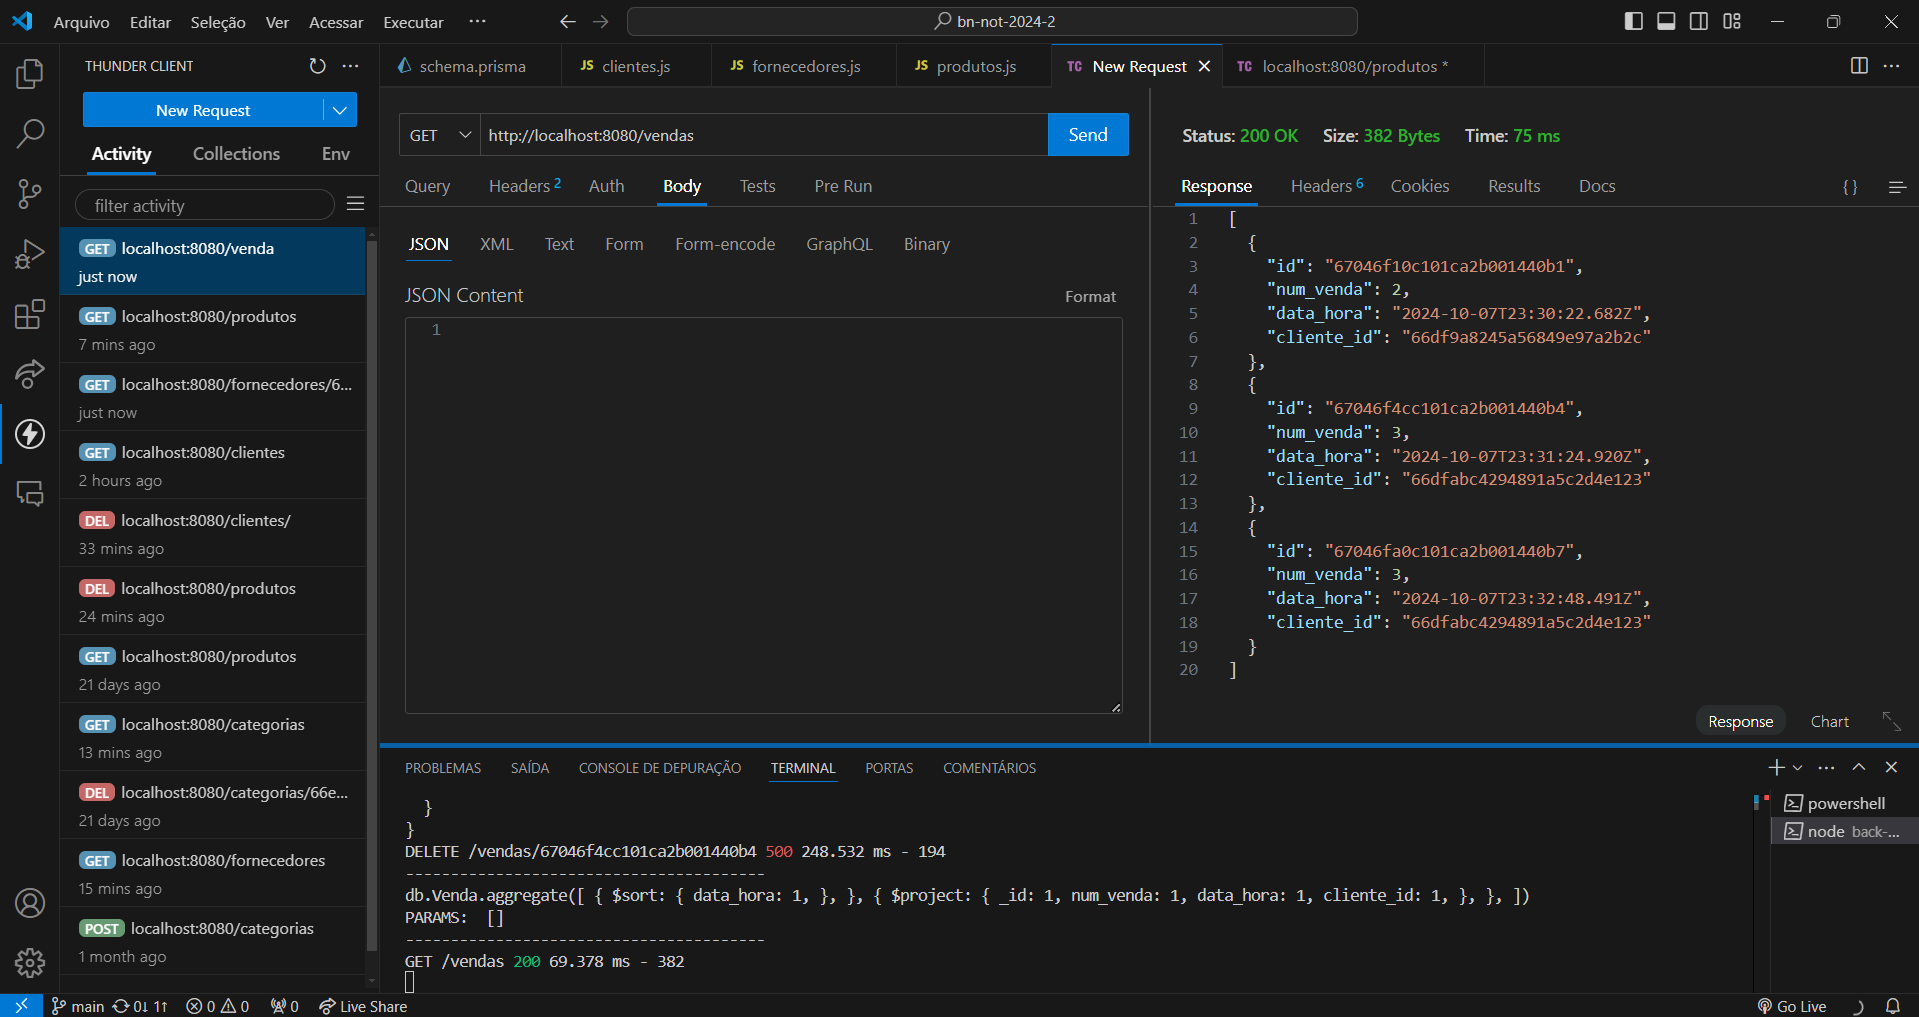 Arquivo Editar Seleção Ver Acessar Executar ···
bn-not-2024-2
THUNDER CLIENT ···
New Request
Activity Collections Env
filter activity
GET localhost:8080/venda
just now
GET localhost:8080/produtos
7 mins ago
GET localhost:8080/fornecedores/6...
just now
GET localhost:8080/clientes
2 hours ago
DEL localhost:8080/clientes/
33 mins ago
DEL localhost:8080/produtos
24 mins ago
GET localhost:8080/produtos
21 days ago
GET localhost:8080/categorias
13 mins ago
DEL localhost:8080/categorias/66e...
21 days ago
GET localhost:8080/fornecedores
15 mins ago
POST localhost:8080/categorias
1 month ago
schema.prisma JS clientes.js JS fornecedores.js JS produtos.js TC New Request TC localhost:8080/produtos * ···
GET http://localhost:8080/vendas Send
Query Headers 2 Auth Body Tests Pre Run
JSON XML Text Form Form-encode GraphQL Binary
JSON Content Format
1
Status: 200 OK Size: 382 Bytes Time: 75 ms
Response Headers 6 Cookies Results Docs {}
1 [
2 {
3 "id": "67046f10c101ca2b001440b1",
4 "num_venda": 2,
5 "data_hora": "2024-10-07T23:30:22.682Z",
6 "cliente_id": "66df9a8245a56849e97a2b2c"
7 },
8 {
9 "id": "67046f4cc101ca2b001440b4",
10 "num_venda": 3,
11 "data_hora": "2024-10-07T23:31:24.920Z",
12 "cliente_id": "66dfabc4294891a5c2d4e123"
13 },
14 {
15 "id": "67046fa0c101ca2b001440b7",
16 "num_venda": 3,
17 "data_hora": "2024-10-07T23:32:48.491Z",
18 "cliente_id": "66dfabc4294891a5c2d4e123"
19 }
20 ]
Response Chart
PROBLEMAS SAÍDA CONSOLE DE DEPURAÇÃO TERMINAL PORTAS COMENTÁRIOS ···
}
}
DELETE /vendas/67046f4cc101ca2b001440b4 500 248.532 ms - 194
----------------------------------------
db.Venda.aggregate([ { $sort: { data_hora: 1, }, }, { $project: { _id: 1, num_venda: 1, data_hora: 1, cliente_id: 1, }, }, ])
PARAMS: []
----------------------------------------
GET /vendas 200 69.378 ms - 382
powershell
node back-...
main 0↓ 1↑ 0 0 0 Live Share Go Live